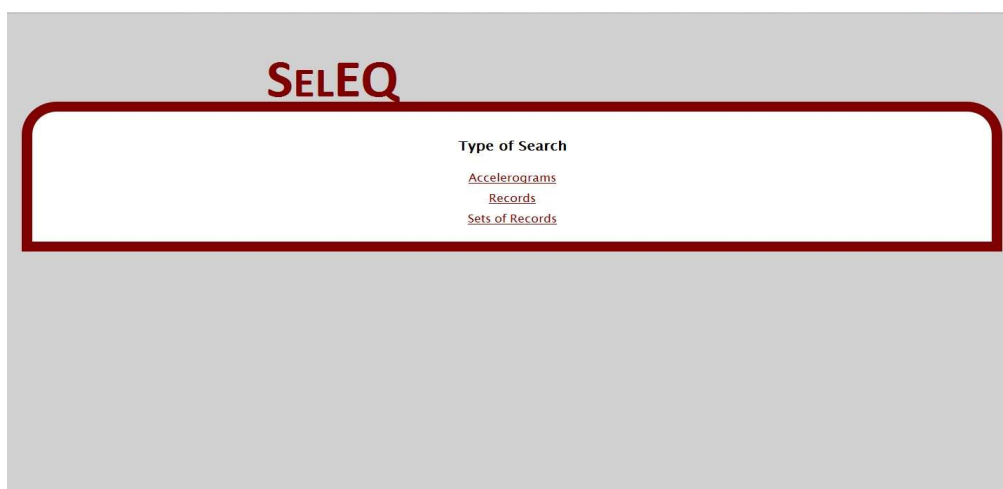 SelEQ
Type of Search
Accelerograms
Records
Sets of Records